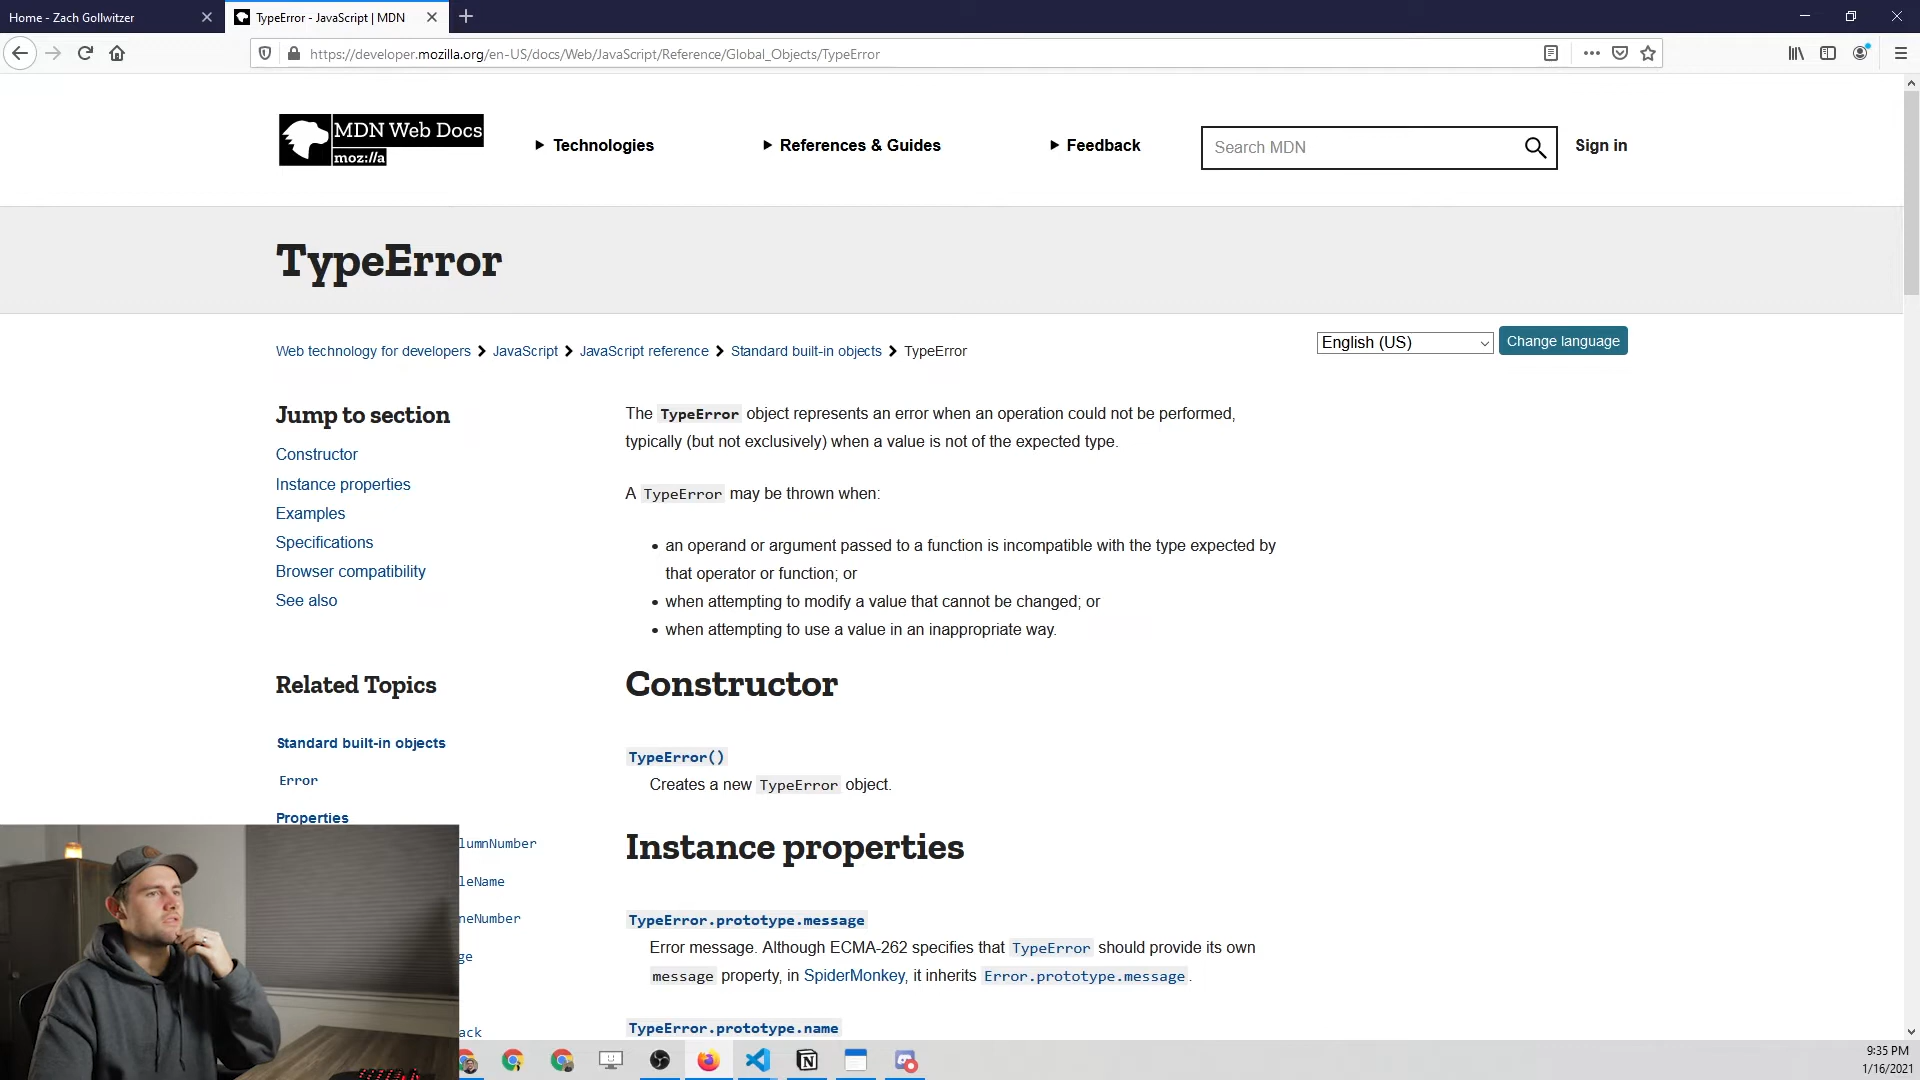 Home - Zach Gollwitzer
TypeError - JavaScript | MDN
https://developer.mozilla.org/en-US/docs/Web/JavaScript/Reference/Global_Objects/TypeError
MDN Web Docs
moz://a
Technologies
References & Guides
Feedback
Search MDN
Sign in
TypeError
Web technology for developers
JavaScript
JavaScript reference
Standard built-in objects
TypeError
English (US)
Change language
Jump to section
Constructor
Instance properties
Examples
Specifications
Browser compatibility
See also
Related Topics
Standard built-in objects
Error
Properties
lumnNumber
leName
neNumber
ge
ack
The TypeError object represents an error when an operation could not be performed,
typically (but not exclusively) when a value is not of the expected type.
A TypeError may be thrown when:
• an operand or argument passed to a function is incompatible with the type expected by
that operator or function; or
• when attempting to modify a value that cannot be changed; or
• when attempting to use a value in an inappropriate way.
Constructor
TypeError()
Creates a new TypeError object.
Instance properties
TypeError.prototype.message
Error message. Although ECMA-262 specifies that TypeError should provide its own
message property, in SpiderMonkey, it inherits Error.prototype.message.
TypeError.prototype.name
9:35 PM
1/16/2021